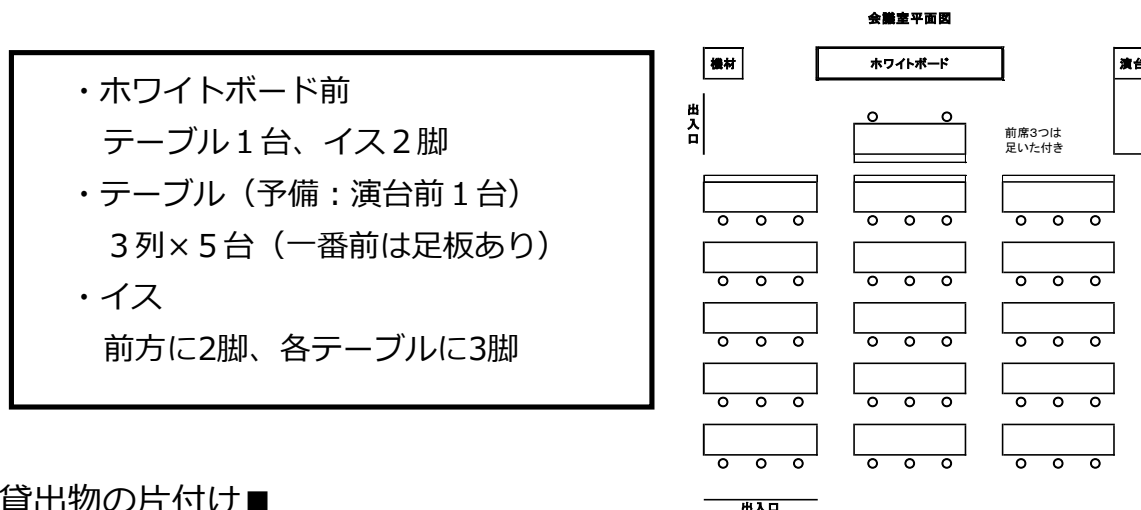 ・ホワイトボード前
テーブル１台、イス２脚
・テーブル（予備：演台前１台）
３列×５台（一番前は足板あり）
・イス
前方に2脚、各テーブルに3脚
貸出物の片付け■
会議室平面図
機材
ホワイトボード
演台
出入口
前席3つは
足いた付き
出入口